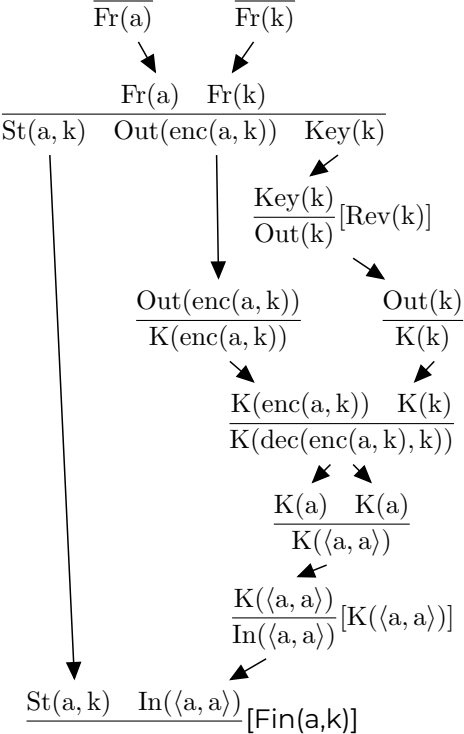 Fr(a) Fr(k)
Fr(a) Fr(k)
St(a, k) Out(enc(a, k)) Key(k)
Key(k)
[Rev(k)]
Out(k)
Out(enc(a, k)) Out(k)
K(enc(a, k)) K(k)
K(enc(a, k)) K(k)
K(dec(enc(a, k), k))
K(a) K(a)
K(⟨a, a⟩)
K(⟨a, a⟩)
[K(⟨a, a⟩)]
In(⟨a, a⟩)
St(a, k) In(⟨a, a⟩)
[Fin(a,k)]